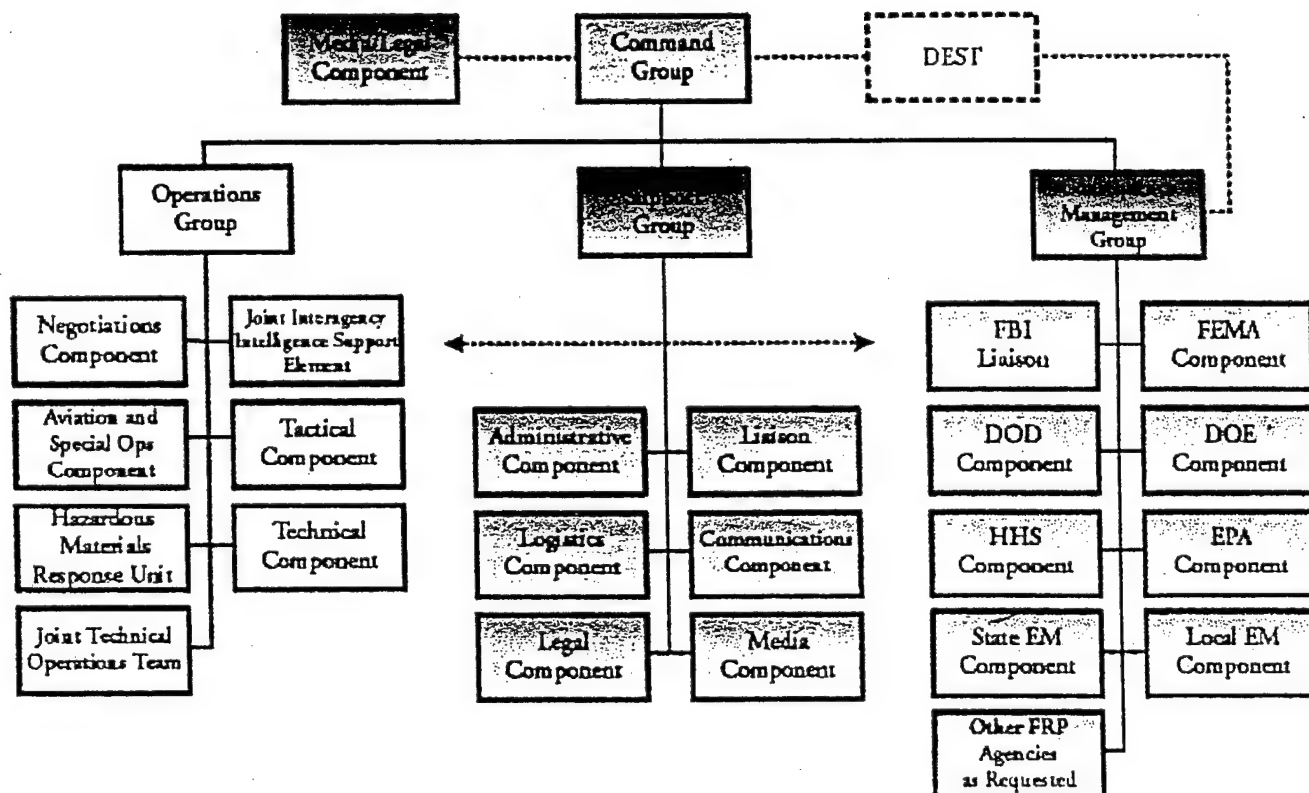 Media/Legal
Component
Command
Group
DEST
Operations
Group
Support
Group
Management
Group
Negotiations
Component
Joint Interagency
Intelligence Support
Element
FBI
Liaison
FEMA
Component
Aviation and
Special Ops
Component
Tactical
Component
Administrative
Component
Liaison
Component
DOD
Component
DOE
Component
Hazardous
Materials
Response Unit
Technical
Component
Logistics
Component
Communications
Component
HHS
Component
EPA
Component
Joint Technical
Operations Team
Legal
Component
Media
Component
State EM
Component
Local EM
Component
Other FRP
Agencies
as Requested